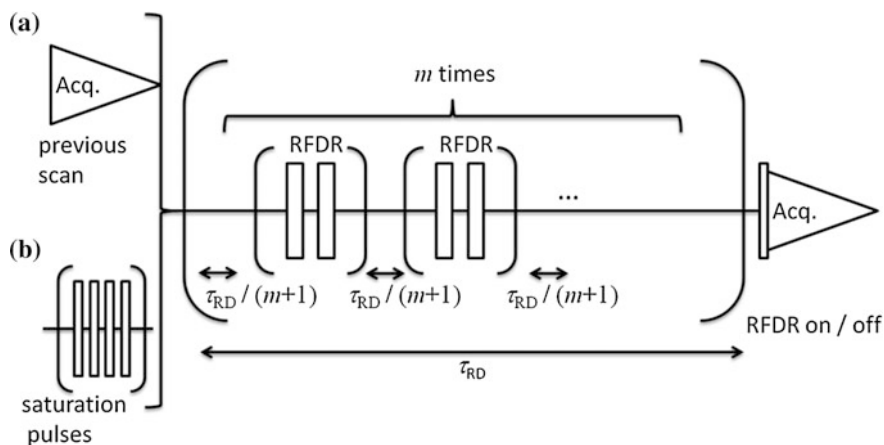 (a)
Acq.
previous
scan
(b)
saturation
pulses
m times
RFDR
RFDR
...
τRD / (m+1)
τRD / (m+1)
τRD / (m+1)
τRD
Acq.
RFDR on / off